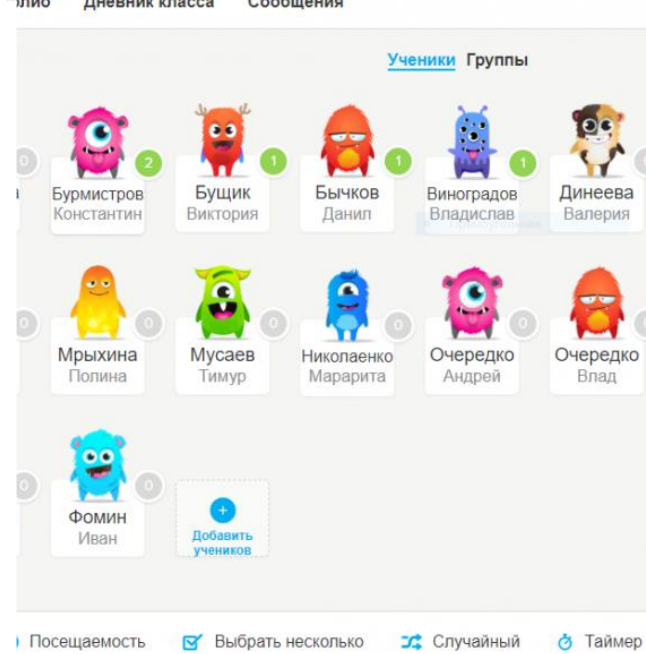 Дневник класса Сообщения
Ученики Группы
0 2 1 1 1
Бурмистров Бущик Бычков Виноградов Динеева
Константин Виктория Данил Владислав Валерия
0 0 0 0 0
Мрыхина Мусаев Николаенко Очередко Очередко
Полина Тимур Марарита Андрей Влад
0 0
Фомин
Иван
+
Добавить
учеников
Посещаемость Выбрать несколько Случайный Таймер